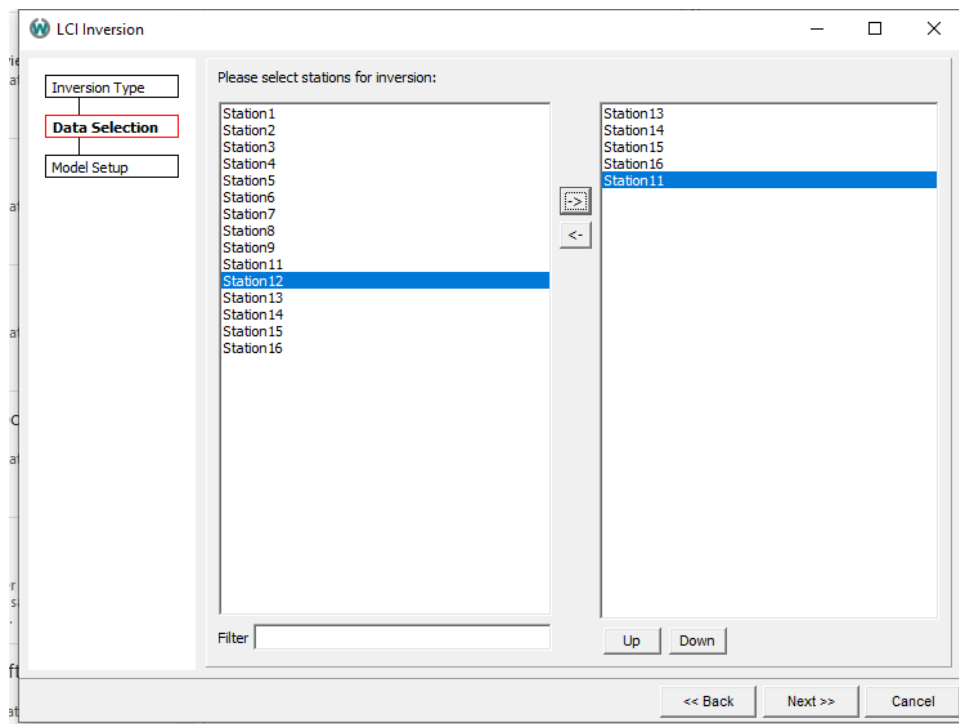 LCI Inversion
Inversion Type
Data Selection
Model Setup
Please select stations for inversion:
Station1
Station2
Station3
Station4
Station5
Station6
Station7
Station8
Station9
Station11
Station12
Station13
Station14
Station15
Station16
->
<-
Station13
Station14
Station15
Station16
Station11
Filter
Up
Down
<< Back
Next >>
Cancel